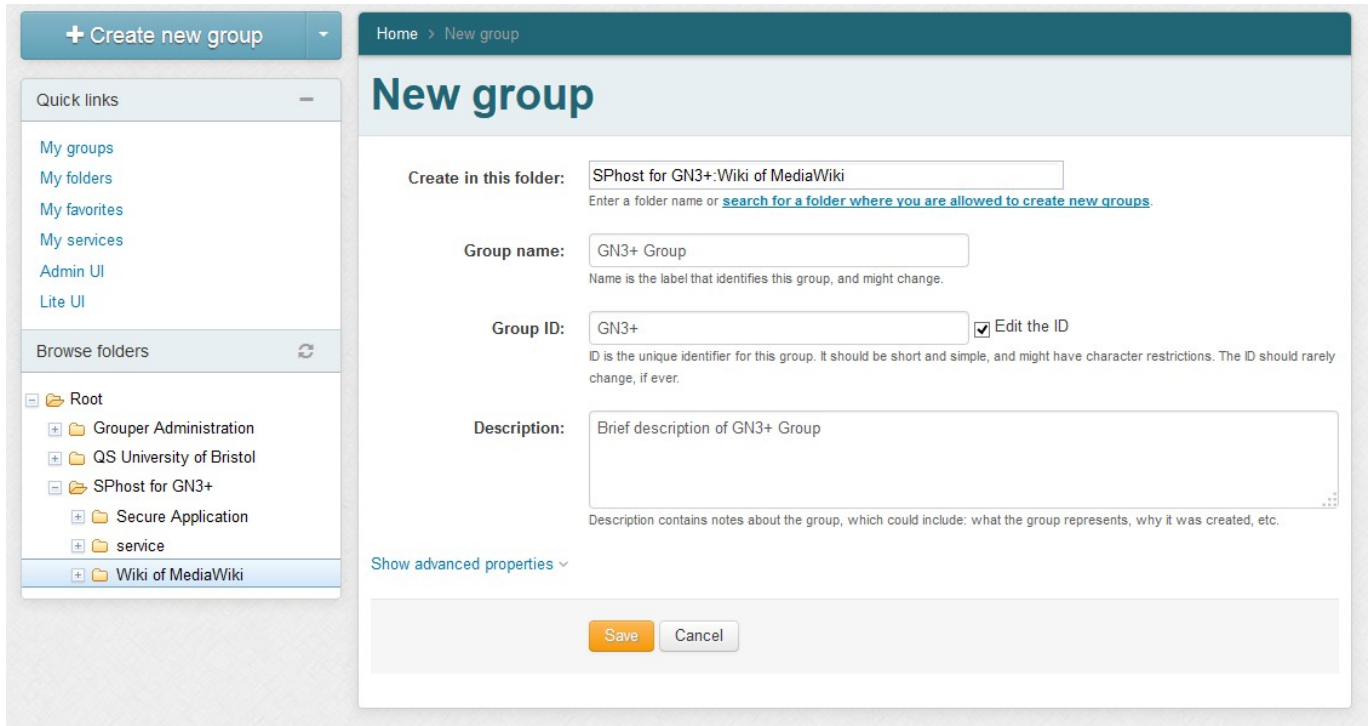 + Create new group
Quick links
My groups
My folders
My favorites
My services
Admin UI
Lite UI
Browse folders
Root
Grouper Administration
QS University of Bristol
SPhost for GN3+
Secure Application
service
Wiki of MediaWiki
Home > New group
New group
Create in this folder: SPhost for GN3+:Wiki of MediaWiki
Enter a folder name or search for a folder where you are allowed to create new groups.
Group name: GN3+ Group
Name is the label that identifies this group, and might change.
Group ID: GN3+ Edit the ID
ID is the unique identifier for this group. It should be short and simple, and might have character restrictions. The ID should rarely
change, if ever.
Description: Brief description of GN3+ Group
Description contains notes about the group, which could include: what the group represents, why it was created, etc.
Show advanced properties
Save Cancel